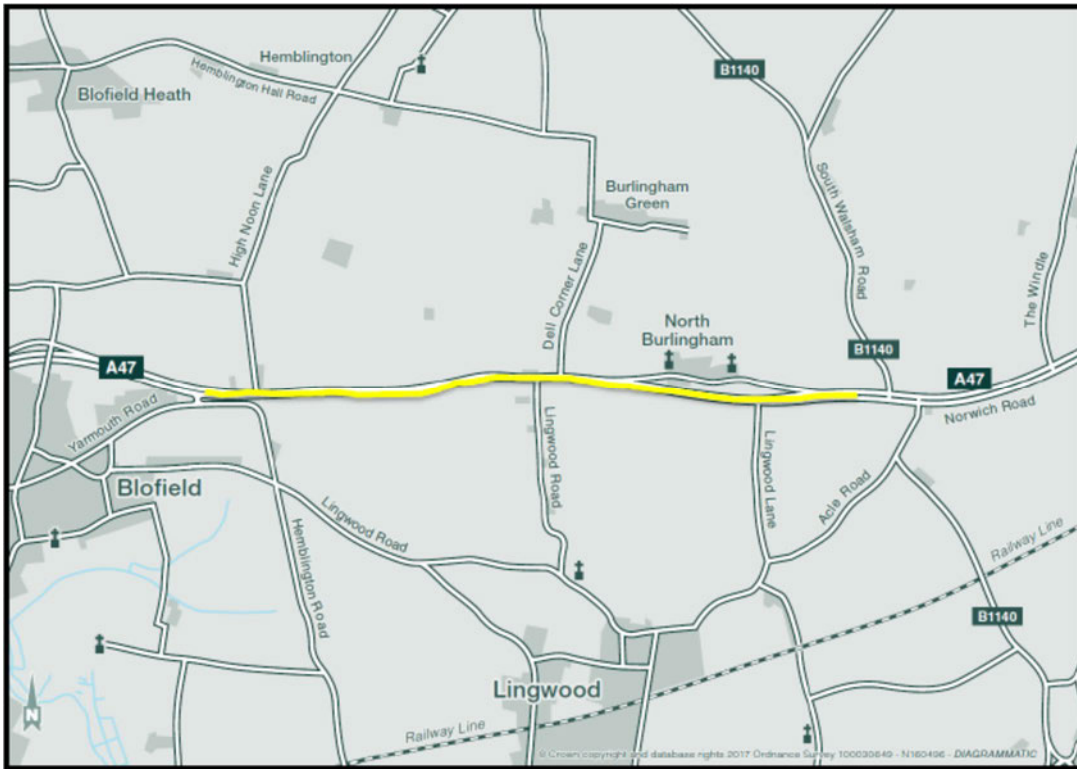 Hemblington
B1140
Hemblington Hall Road
Blofield Heath
South Walsham Road
Burlingham
Green
High Noon Lane
The Windle
Dell Corner Lane
North
Burlingham
B1140
A47
A47
Norwich Road
Yarmouth Road
Lingwood Road
Lingwood Lane
Acle Road
Blofield
Lingwood Road
Railway Line
Hemblington Road
B1140
Lingwood
N
Railway Line
© Crown copyright and database rights 2017 Ordnance Survey 100030649 - N160496 - DIAGRAMMATIC